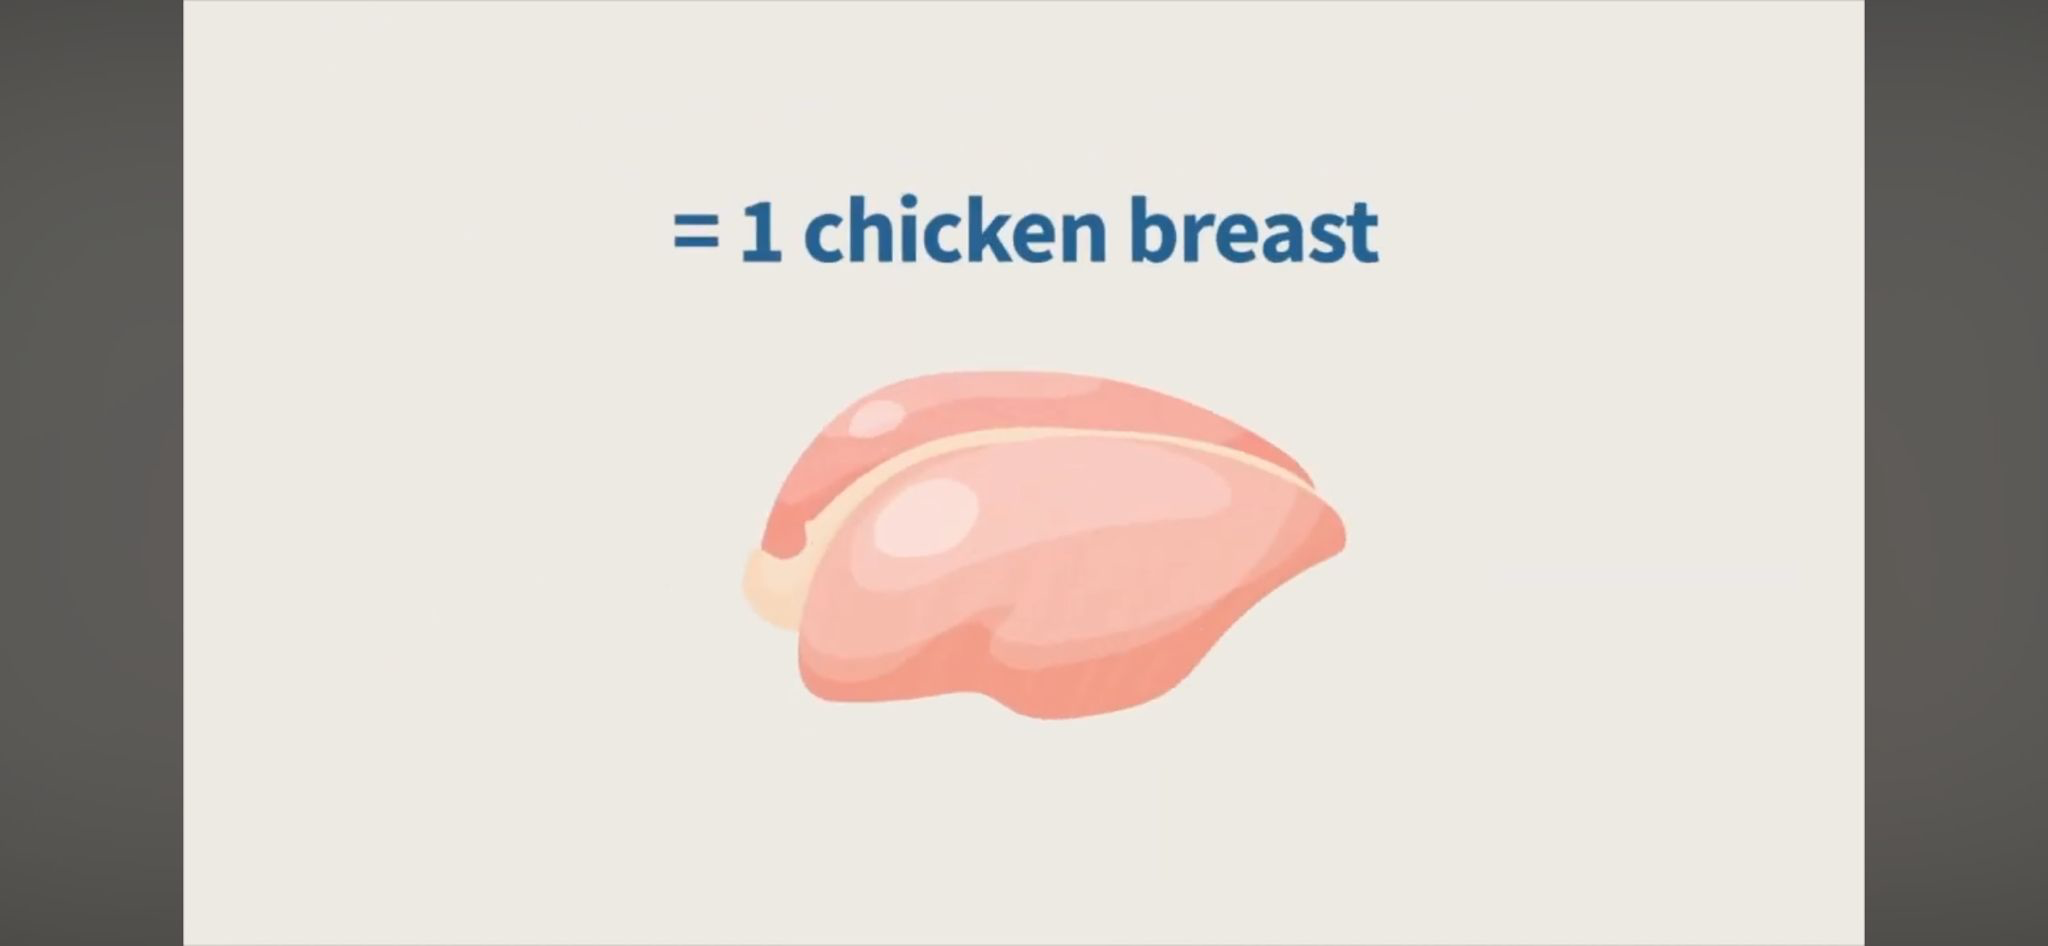 = 1 chicken breast